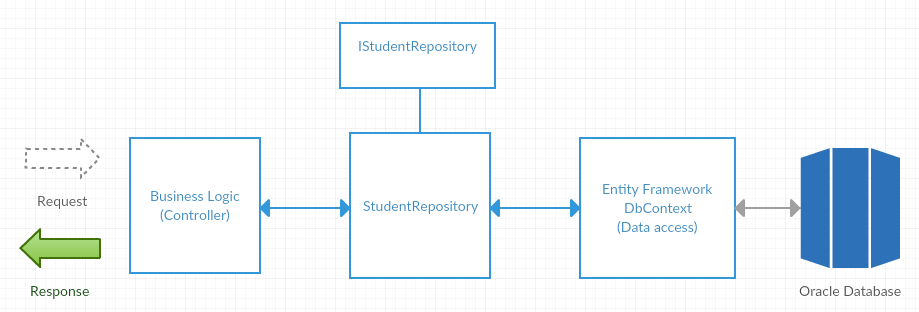 IStudentRepository
Request
Response
Business Logic
(Controller)
StudentRepository
Entity Framework
DbContext
(Data access)
Oracle Database